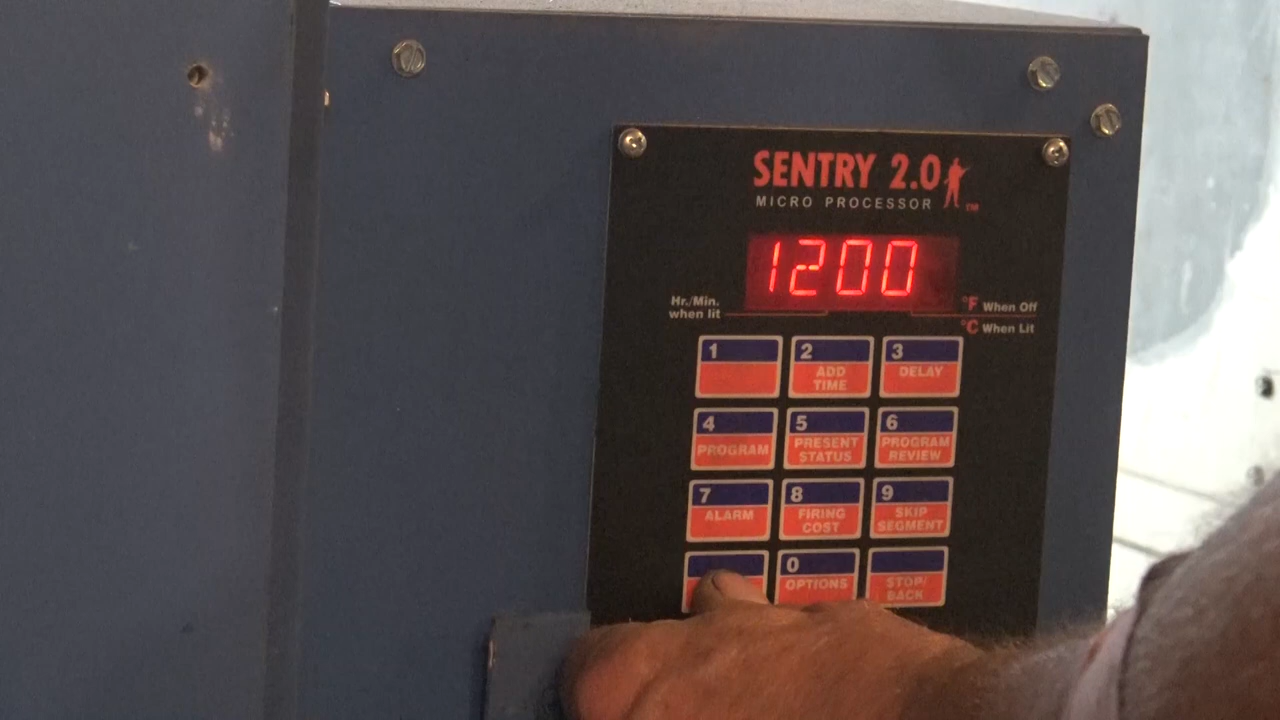 SENTRY 2.0
MICRO PROCESSOR
1200
Hr./Min.
when lit
°F When Off
°C When Lit
1
2
ADD
TIME
3
DELAY
4
PROGRAM
5
PRESENT
STATUS
6
PROGRAM
REVIEW
7
ALARM
8
FIRING
COST
9
SKIP
SEGMENT
0
OPTIONS
STOP/
BACK